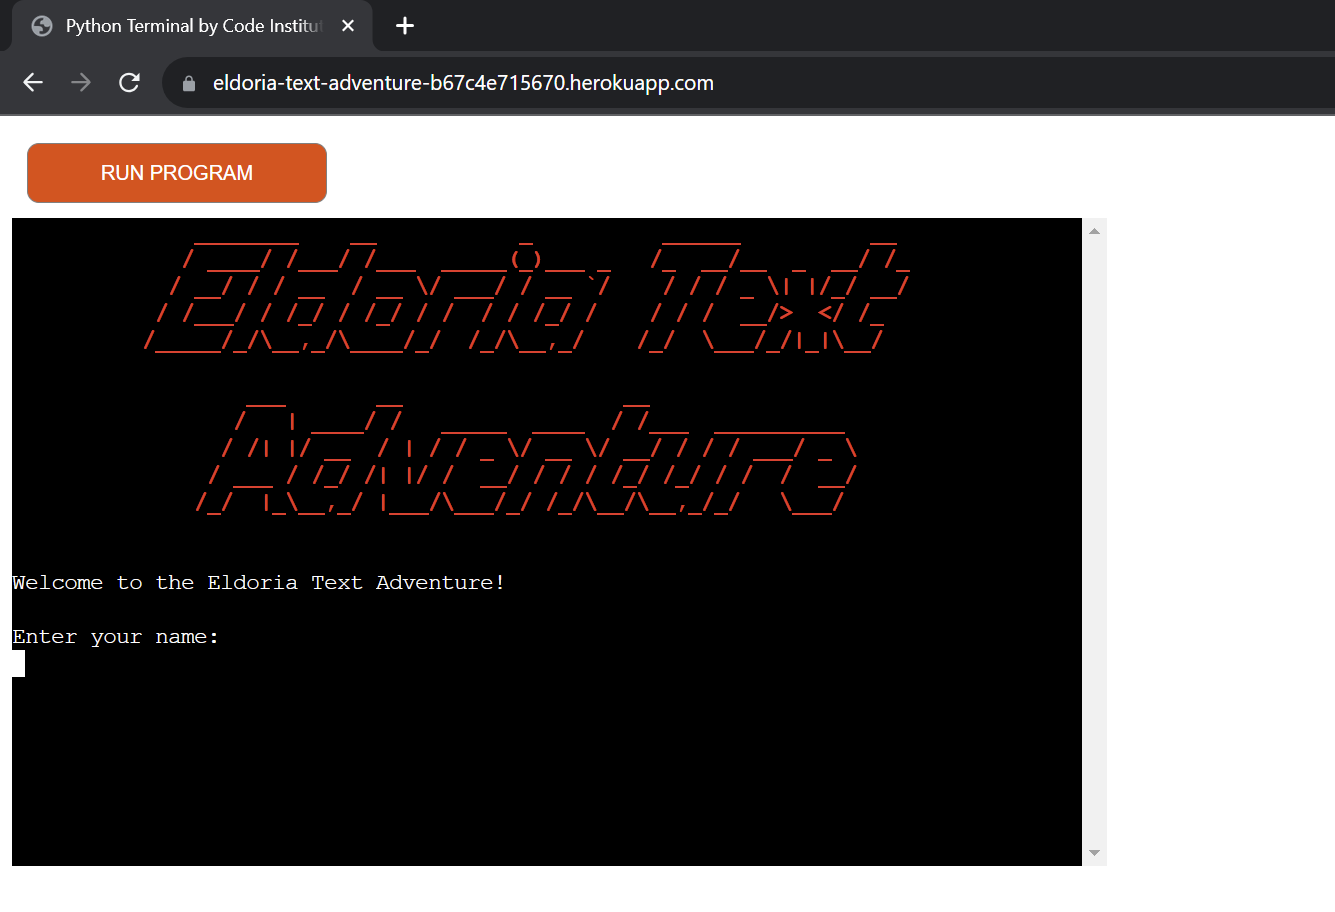 Python Terminal by Code Institut
eldoria-text-adventure-b67c4e715670.herokuapp.com
RUN PROGRAM
Eldoria Text
Adventure
Welcome to the Eldoria Text Adventure!
Enter your name: